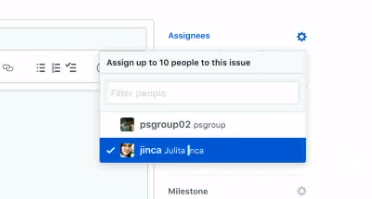 Assignees
Assign up to 10 people to this issue
Filter people
psgroup02 psgroup
jinca Julita Inca
Milestone